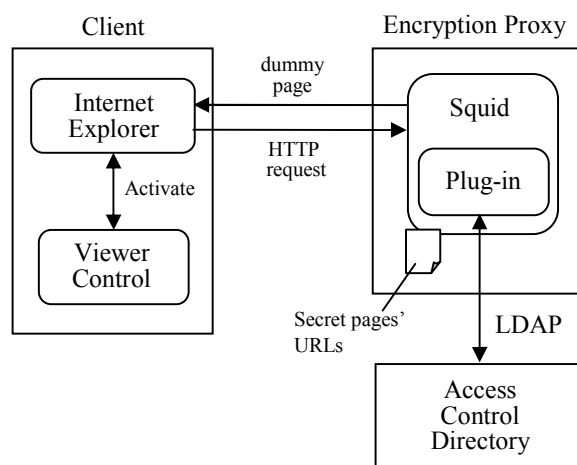 Client
Encryption Proxy
Internet
Explorer
Activate
Viewer
Control
dummy
page
HTTP
request
Squid
Plug-in
Secret pages'
URLs
LDAP
Access
Control
Directory